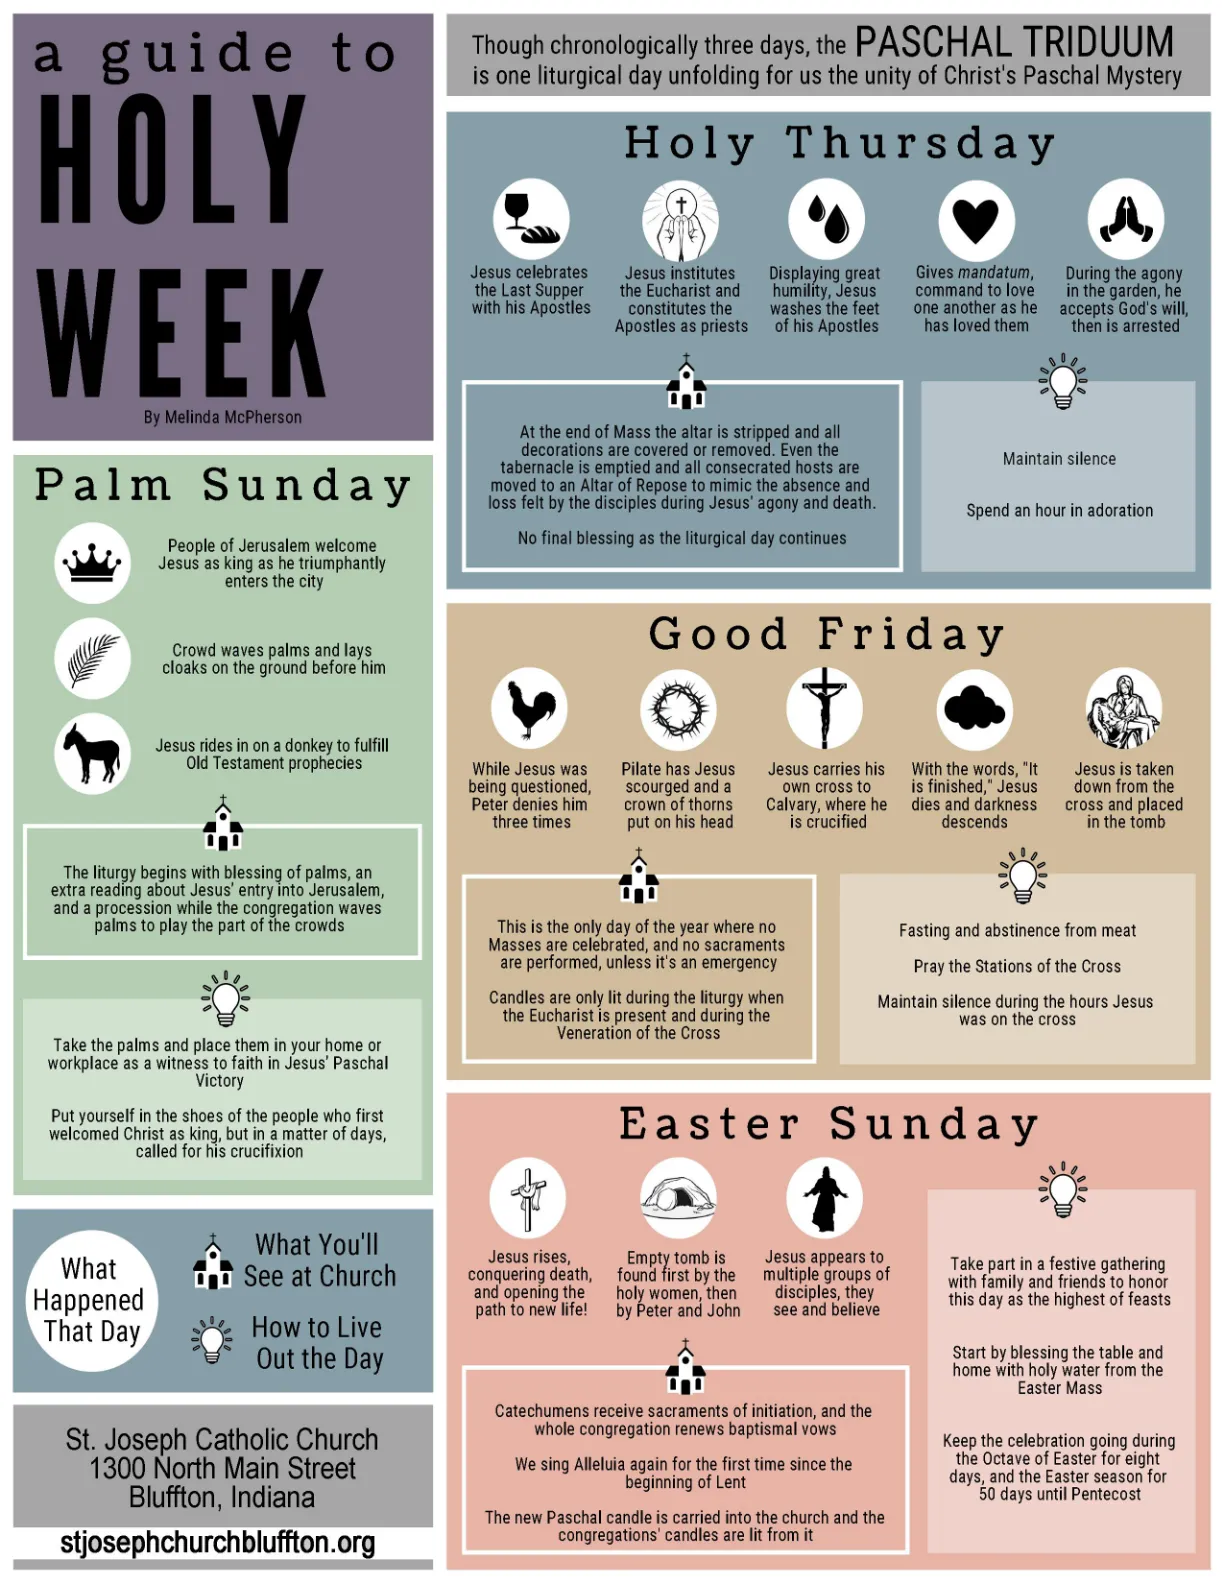 a guide to
HOLY
WEEK
By Melinda McPherson
Palm Sunday
People of Jerusalem welcome
Jesus as king as he triumphantly
enters the city
Crowd waves palms and lays
cloaks on the ground before him
Jesus rides in on a donkey to fulfill
Old Testament prophecies
The liturgy begins with blessing of palms, an
extra reading about Jesus' entry into Jerusalem,
and a procession while the congregation waves
palms to play the part of the crowds
Take the palms and place them in your home or
workplace as a witness to faith in Jesus' Paschal
Victory
Put yourself in the shoes of the people who first
welcomed Christ as king, but in a matter of days,
called for his crucifixion
What
Happened
That Day
What You'll
See at Church
How to Live
Out the Day
St. Joseph Catholic Church
1300 North Main Street
Bluffton, Indiana
stjosephchurchbluffton.org
Though chronologically three days, the PASCHAL TRIDUUM
is one liturgical day unfolding for us the unity of Christ's Paschal Mystery
Holy Thursday
Jesus celebrates
the Last Supper
with his Apostles
Jesus institutes
the Eucharist and
constitutes the
Apostles as priests
Displaying great
humility, Jesus
washes the feet
of his Apostles
Gives mandatum,
command to love
one another as he
has loved them
During the agony
in the garden, he
accepts God's will,
then is arrested
At the end of Mass the altar is stripped and all
decorations are covered or removed. Even the
tabernacle is emptied and all consecrated hosts are
moved to an Altar of Repose to mimic the absence and
loss felt by the disciples during Jesus' agony and death.
No final blessing as the liturgical day continues
Maintain silence
Spend an hour in adoration
Good Friday
While Jesus was
being questioned,
Peter denies him
three times
Pilate has Jesus
scourged and a
crown of thorns
put on his head
Jesus carries his
own cross to
Calvary, where he
is crucified
With the words, "It
is finished," Jesus
dies and darkness
descends
Jesus is taken
down from the
cross and placed
in the tomb
This is the only day of the year where no
Masses are celebrated, and no sacraments
are performed, unless it's an emergency
Candles are only lit during the liturgy when
the Eucharist is present and during the
Veneration of the Cross
Fasting and abstinence from meat
Pray the Stations of the Cross
Maintain silence during the hours Jesus
was on the cross
Easter Sunday
Jesus rises,
conquering death,
and opening the
path to new life!
Empty tomb is
found first by the
holy women, then
by Peter and John
Jesus appears to
multiple groups of
disciples, they
see and believe
Catechumens receive sacraments of initiation, and the
whole congregation renews baptismal vows
We sing Alleluia again for the first time since the
beginning of Lent
The new Paschal candle is carried into the church and the
congregations' candles are lit from it
Take part in a festive gathering
with family and friends to honor
this day as the highest of feasts
Start by blessing the table and
home with holy water from the
Easter Mass
Keep the celebration going during
the Octave of Easter for eight
days, and the Easter season for
50 days until Pentecost